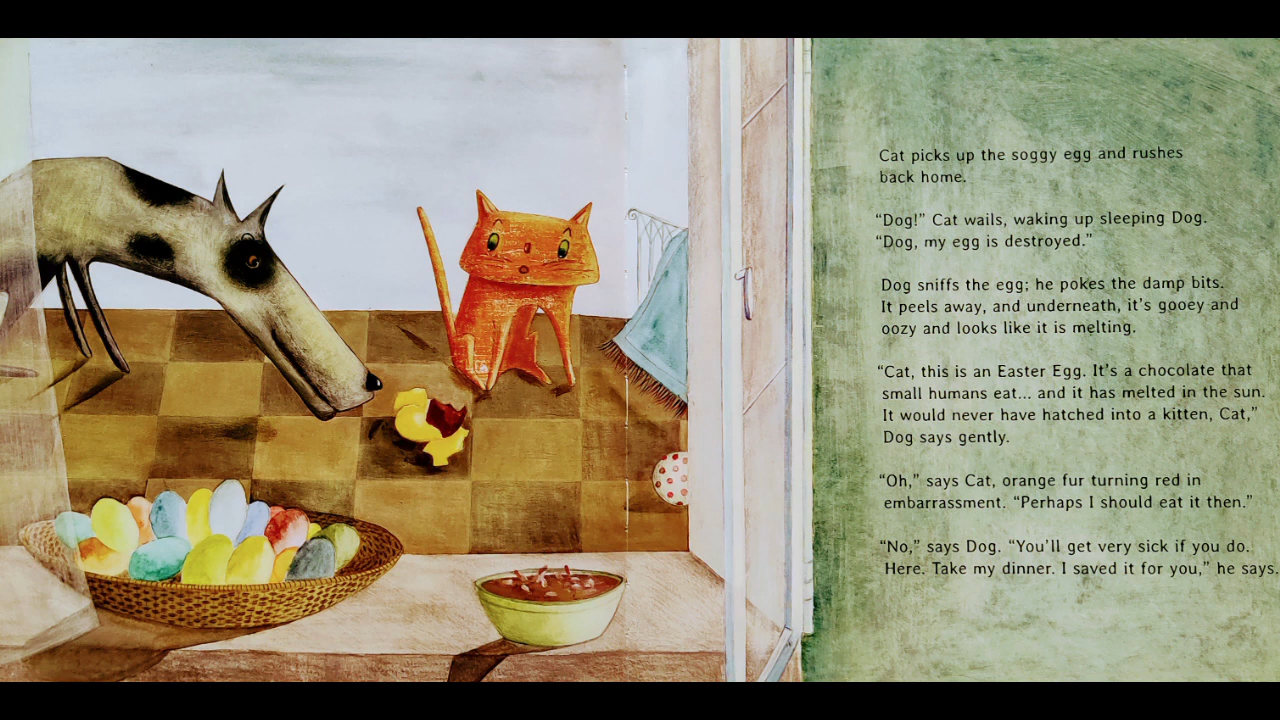 Cat picks up the soggy egg and rushes
back home.
“Dog!” Cat wails, waking up sleeping Dog.
“Dog, my egg is destroyed.”
Dog sniffs the egg; he pokes the damp bits.
It peels away, and underneath, it’s gooey and
oozy and looks like it is melting.
“Cat, this is an Easter Egg. It’s a chocolate that
small humans eat... and it has melted in the sun.
It would never have hatched into a kitten, Cat,”
Dog says gently.
“Oh,” says Cat, orange fur turning red in
embarrassment. “Perhaps I should eat it then.”
“No,” says Dog. “You’ll get very sick if you do.
Here. Take my dinner. I saved it for you,” he says.